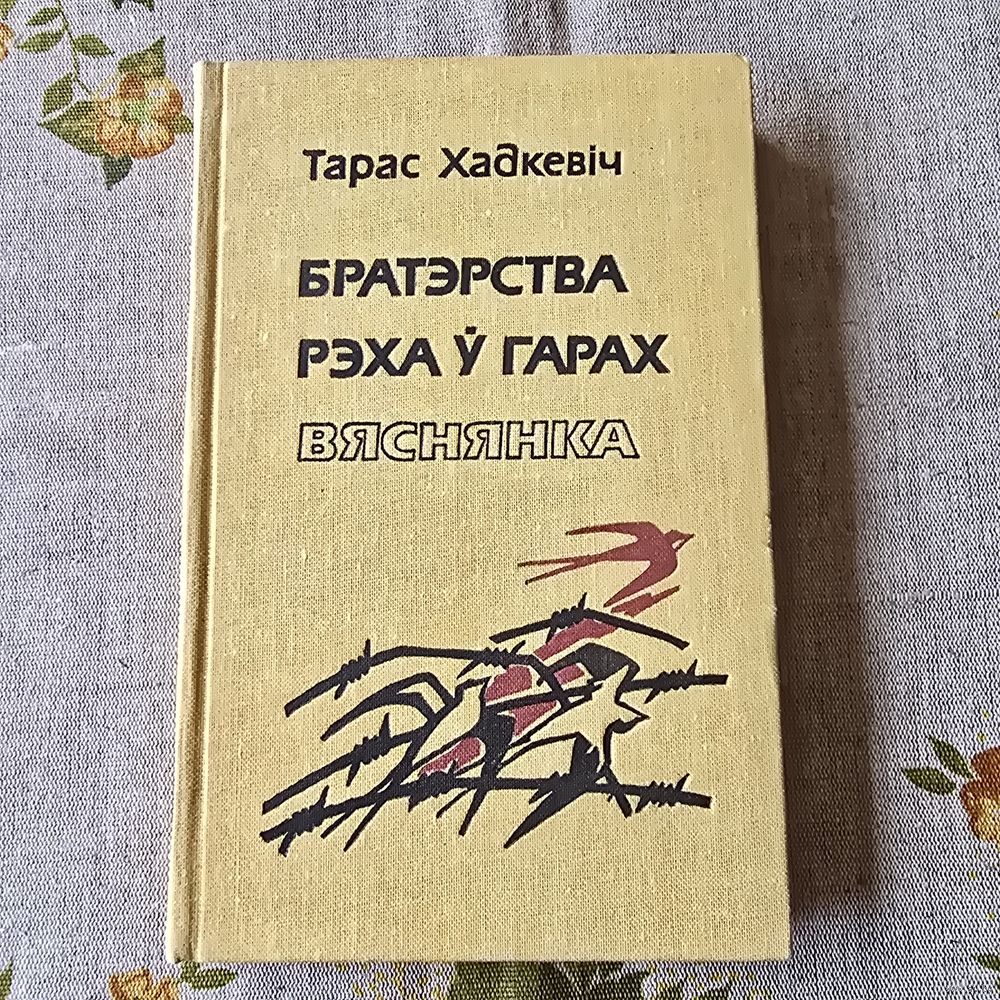 Тарас Хадкевіч
БРАТЭРСТВА
РЭХА Ў ГАРАХ
ВЯСНЯНКА